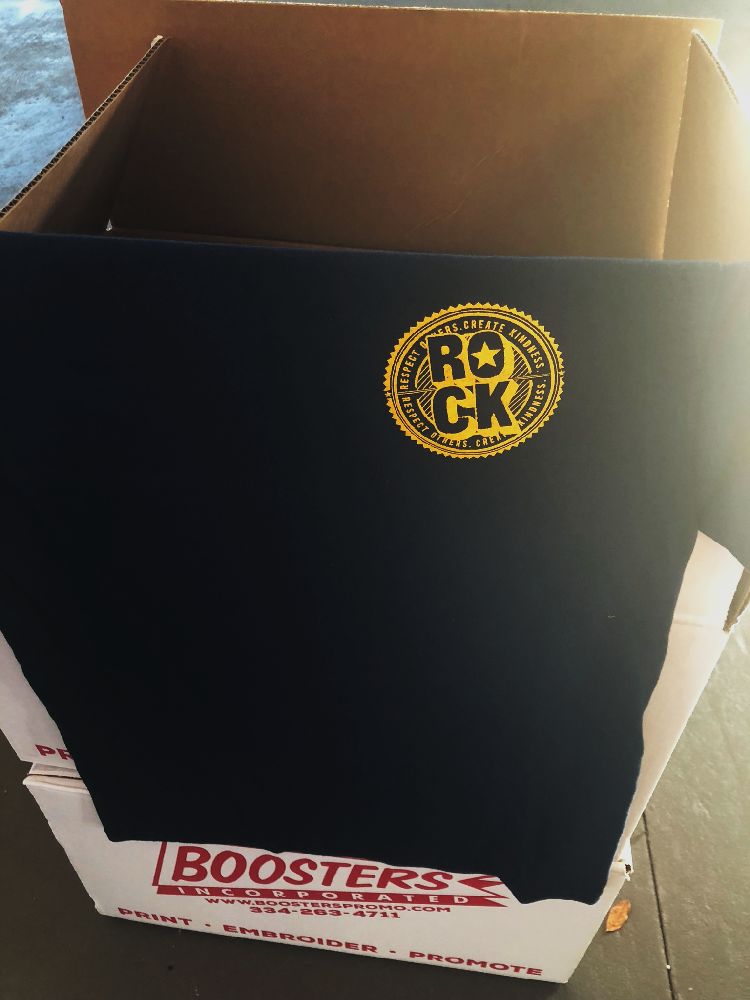 RESPECT OTHERS. CREATE KINDNESS.
RO
CK
RESPECT OTHERS. CREATE KINDNESS.
PR
BOOSTERS
INCORPORATED
WWW.BOOSTERSPROMO.COM
334-263-4711
PRINT · EMBROIDER · PROMOTE